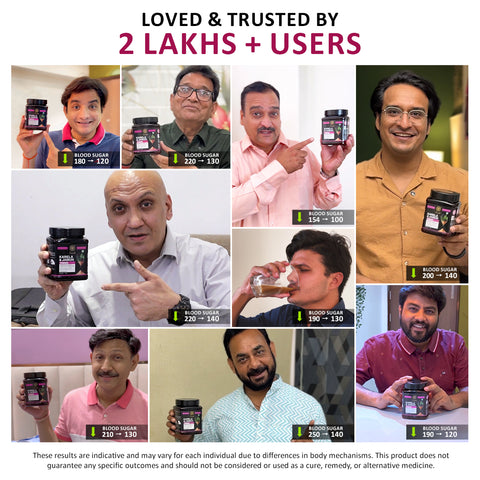 LOVED & TRUSTED BY
2 LAKHS + USERS
BLOOD SUGAR
180 → 120
BLOOD SUGAR
220 → 130
BLOOD SUGAR
154 → 100
BLOOD SUGAR
200 → 140
KARELA
& JAMUN
BLOOD SUGAR
220 → 140
BLOOD SUGAR
190 → 130
BLOOD SUGAR
210 → 130
BLOOD SUGAR
250 → 140
BLOOD SUGAR
190 → 120
These results are indicative and may vary for each individual due to differences in body mechanisms. This product does not
guarantee any specific outcomes and should not be considered or used as a cure, remedy, or alternative medicine.